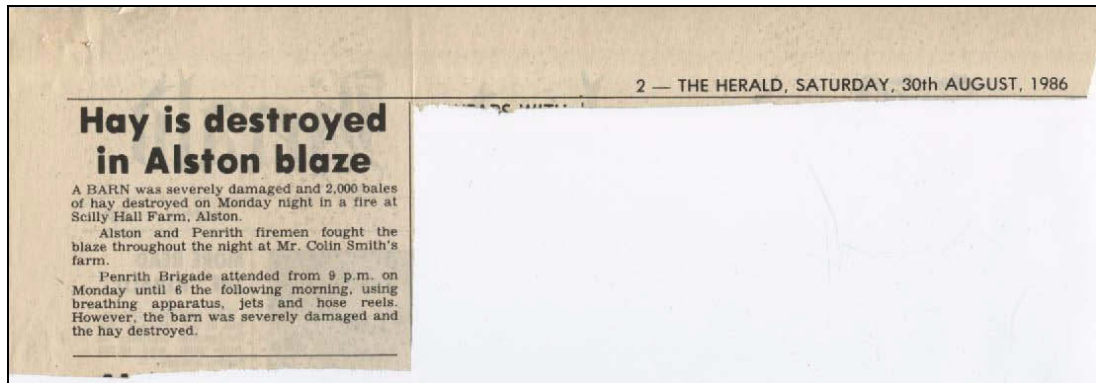 2 — THE HERALD, SATURDAY, 30th AUGUST, 1986
Hay is destroyed
in Alston blaze
A BARN was severely damaged and 2,000 bales
of hay destroyed on Monday night in a fire at
Scilly Hall Farm, Alston.
Alston and Penrith firemen fought the
blaze throughout the night at Mr. Colin Smith's
farm.
Penrith Brigade attended from 9 p.m. on
Monday until 6 the following morning, using
breathing apparatus, jets and hose reels.
However, the barn was severely damaged and
the hay destroyed.